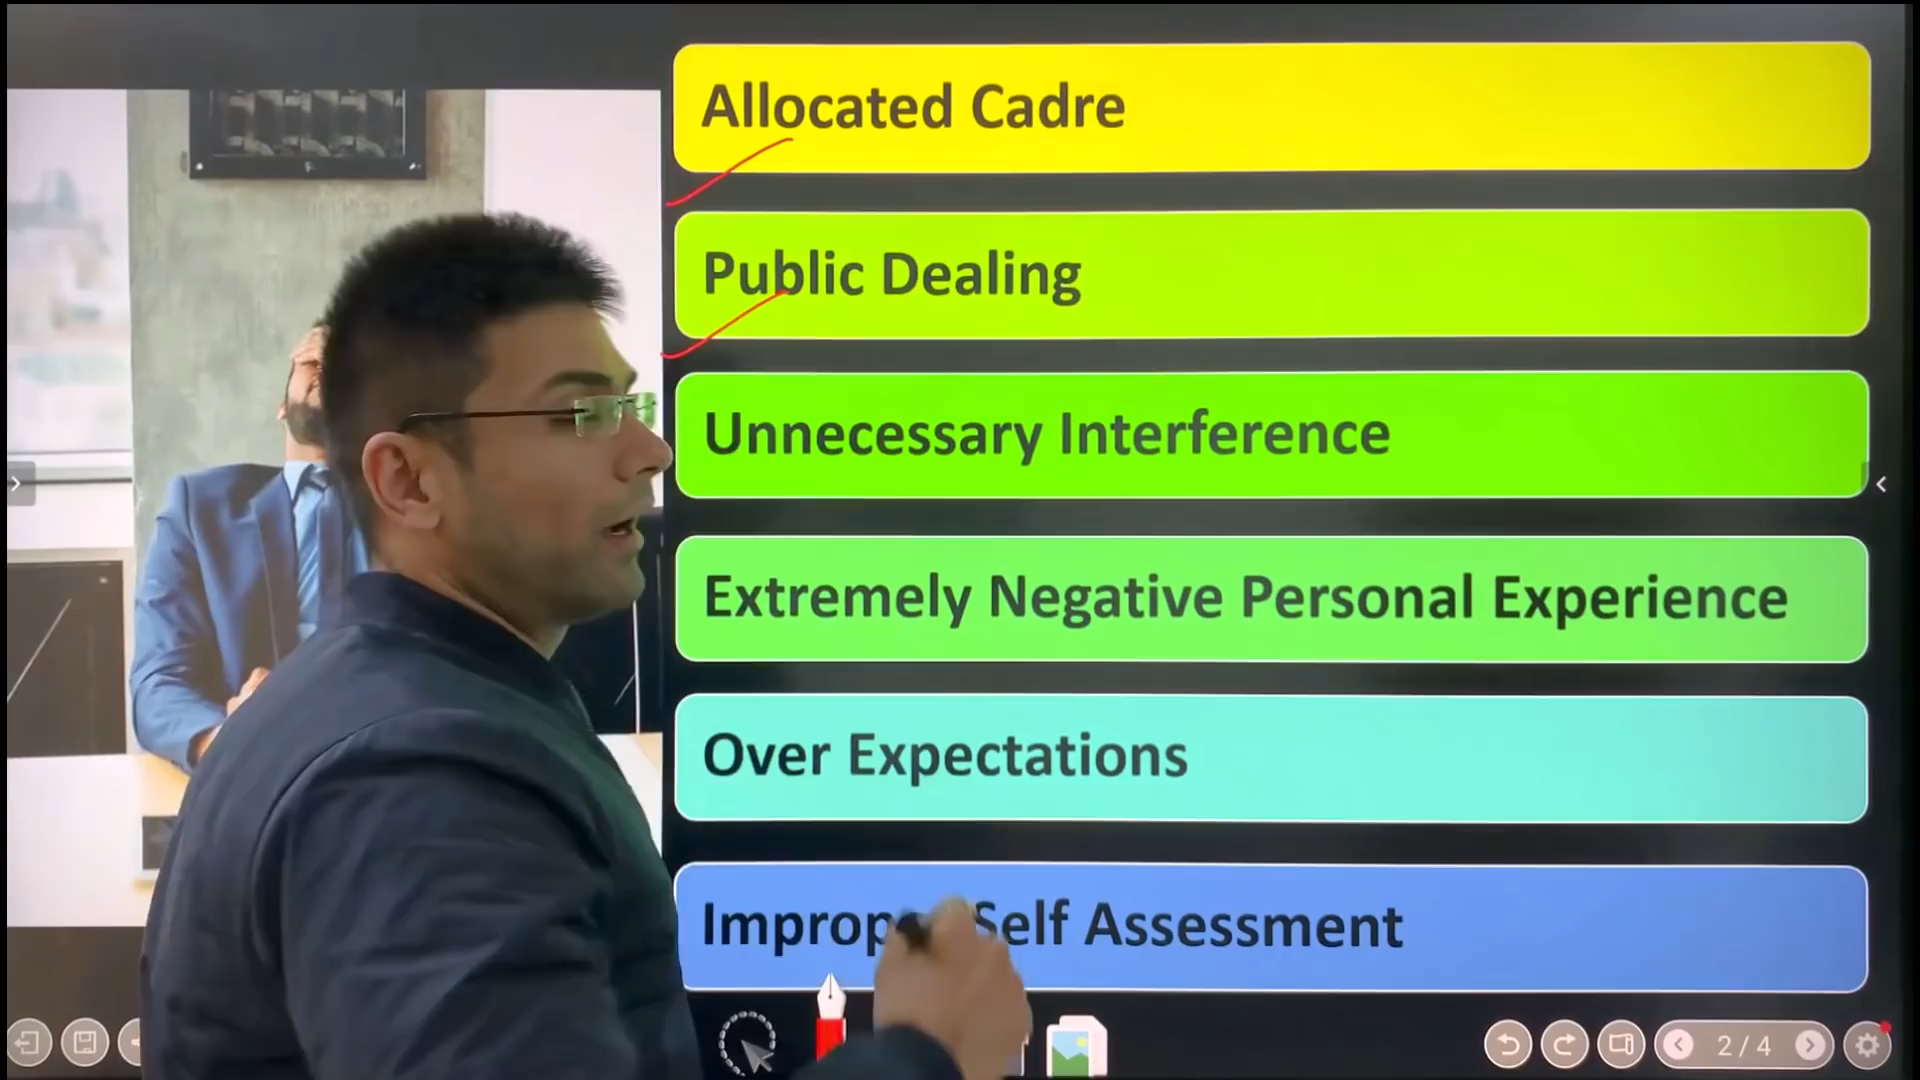 Allocated Cadre
Public Dealing
Unnecessary Interference
Extremely Negative Personal Experience
Over Expectations
Self Assessment
2 / 4